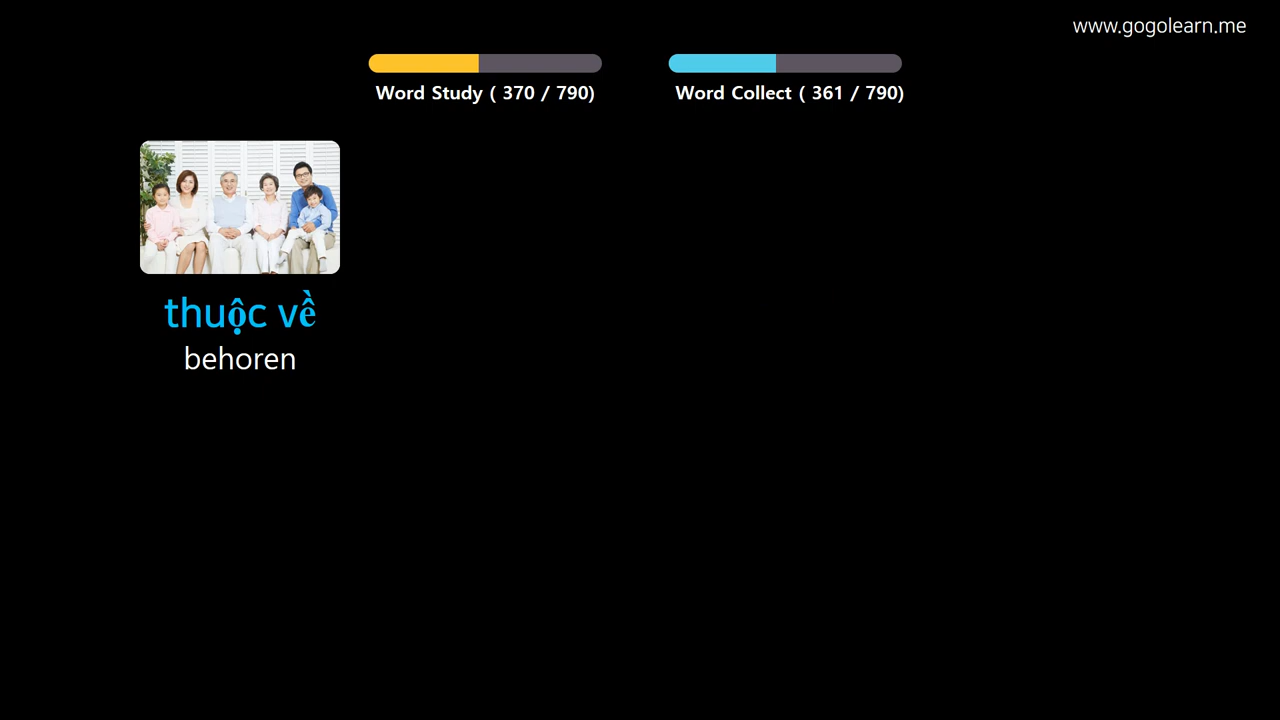 www.gogolearn.me
Word Study ( 370 / 790)
Word Collect ( 361 / 790)
thuộc về
behoren